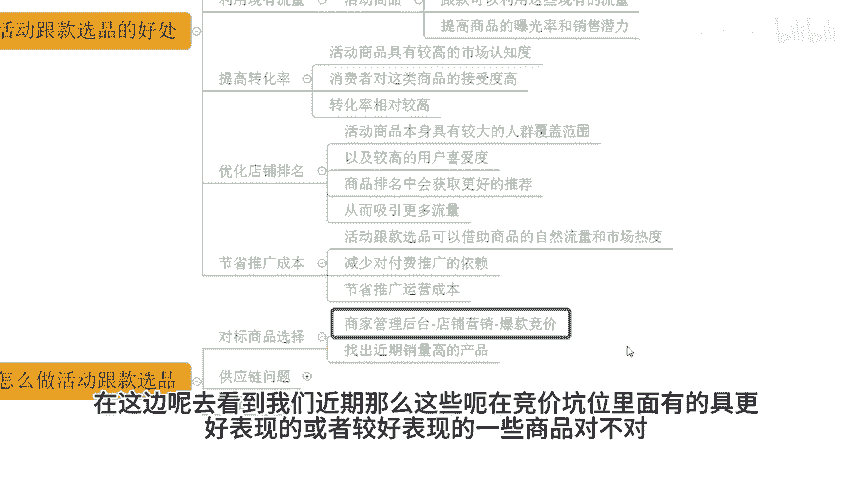 利用现有流量
活动商品
跟款可以利用这些现有的流量
提高商品的曝光率和销售潜力
活动跟款选品的好处
提高转化率
活动商品具有较高的市场认知度
消费者对这类商品的接受度高
转化率相对较高
优化店铺排名
活动商品本身具有较大的人群覆盖范围
以及较高的用户喜爱度
商品排名中会获取更好的推荐
从而吸引更多流量
节省推广成本
活动跟款选品可以借助商品的自然流量和市场热度
减少对付费推广的依赖
节省推广运营成本
对标商品选择
商家管理后台-店铺营销-爆款竞价
找出近期销量高的产品
怎么做活动跟款选品
供应链问题
在这边呢去看到我们近期那么这些呃在竞价坑位里面有的具更
好表现的或者较好表现的一些商品对不对
bilibili